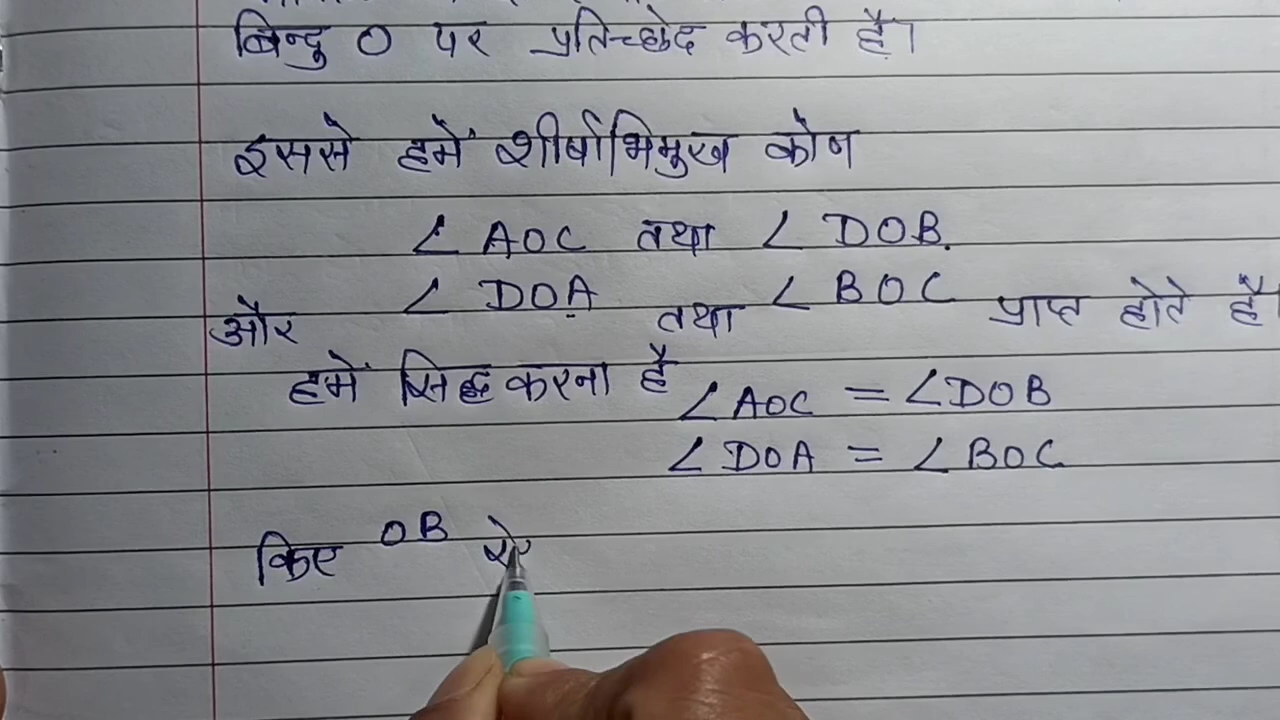 बिन्दु O पर प्रतिच्छेद करती है।
इससे हमें शीर्षाभिमुख कोण
∠ AOC तथा ∠ DOB.
और ∠ DOA तथा ∠ BOC प्राप्त होते है।
हमें सिद्ध करना है ∠AOC = ∠DOB
∠DOA = ∠BOC
किए OB रे